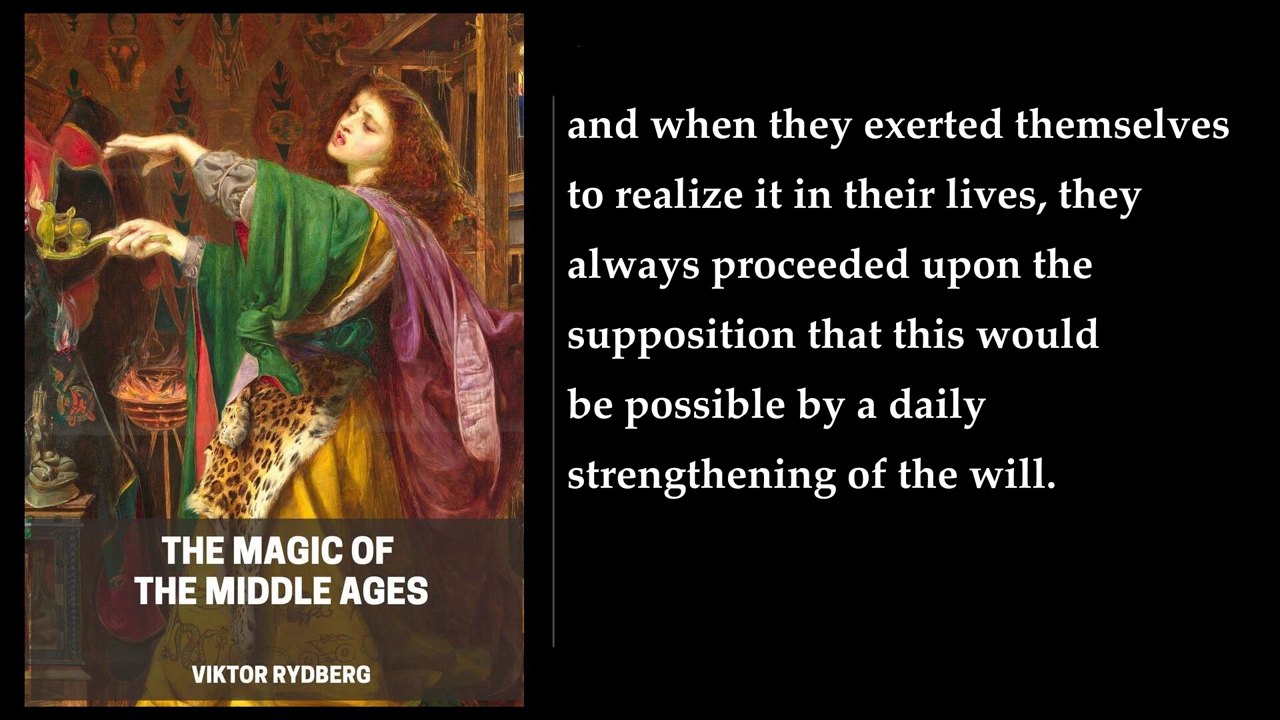 THE MAGIC OF
THE MIDDLE AGES
VIKTOR RYDBERG
and when they exerted themselves
to realize it in their lives, they
always proceeded upon the
supposition that this would
be possible by a daily
strengthening of the will.